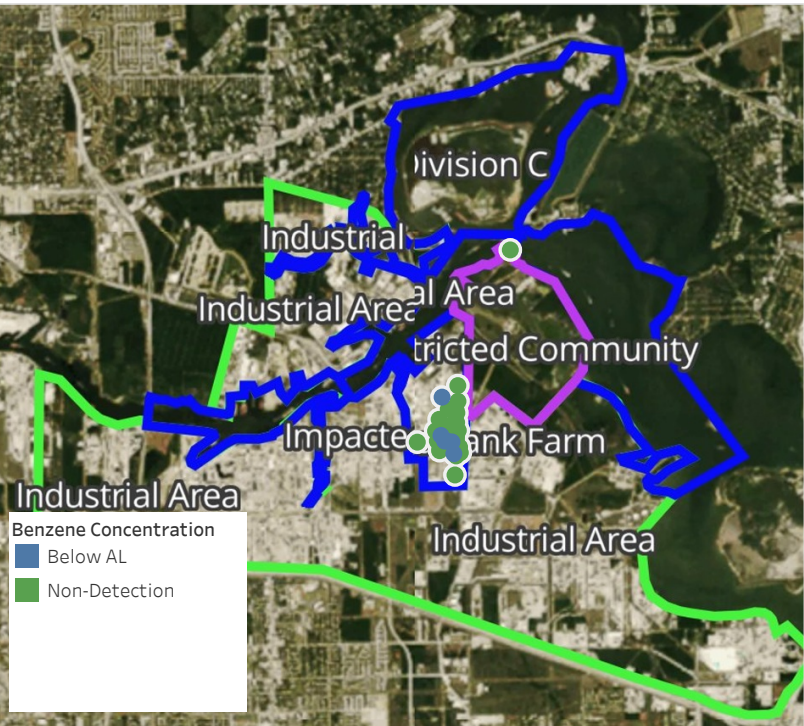 Division C
Industrial
Industrial Area
al Area
tricted Community
Impacte
ank Farm
Industrial Area
Industrial Area
Benzene Concentration
Below AL
Non-Detection